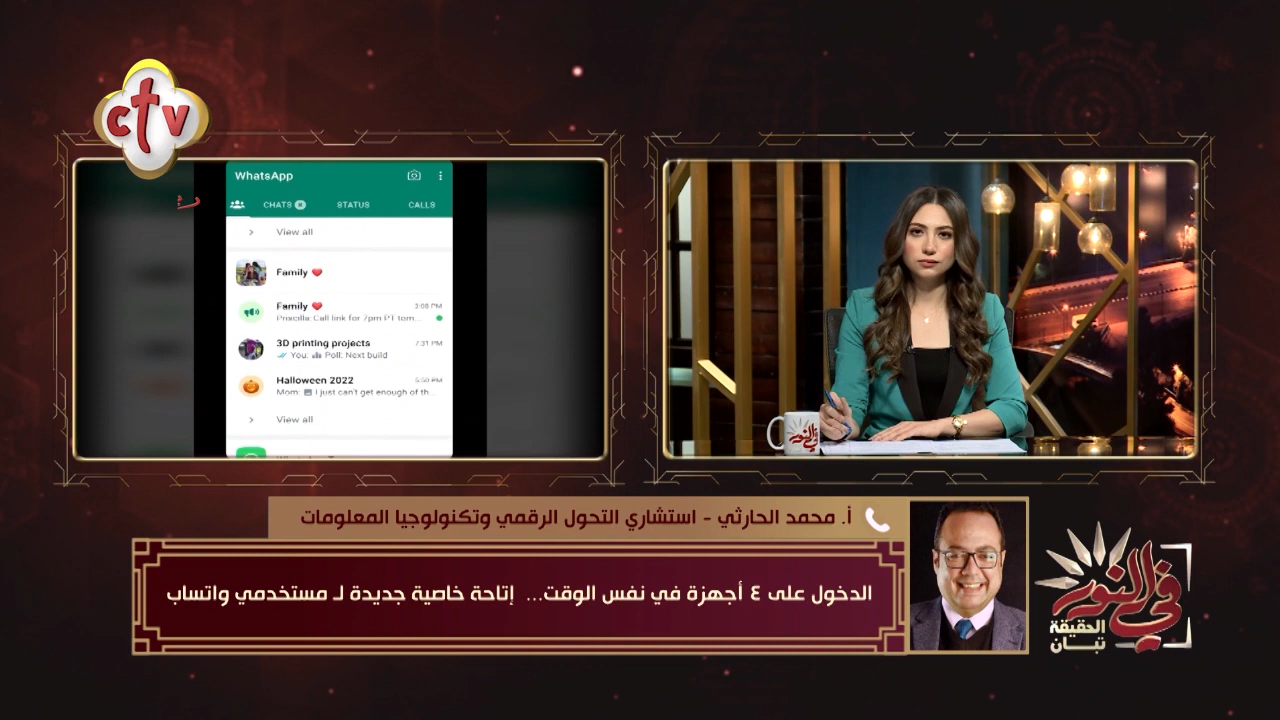 ctv
WhatsApp
CHATS STATUS CALLS
View all
Family ❤️
Family ❤️ 3:08 PM
Priscilla: Call link for 7pm PT tom...
3D printing projects 7:31 PM
You: Poll: Next build
Halloween 2022 5:59 PM
Mom: I just can't get enough of th...
View all
في النور
أ. محمد الحارثي - استشاري التحول الرقمي وتكنولوجيا المعلومات
الدخول على ٤ أجهزة في نفس الوقت... إتاحة خاصية جديدة لـ مستخدمي واتساب
في النور
الحقيقة
تبان